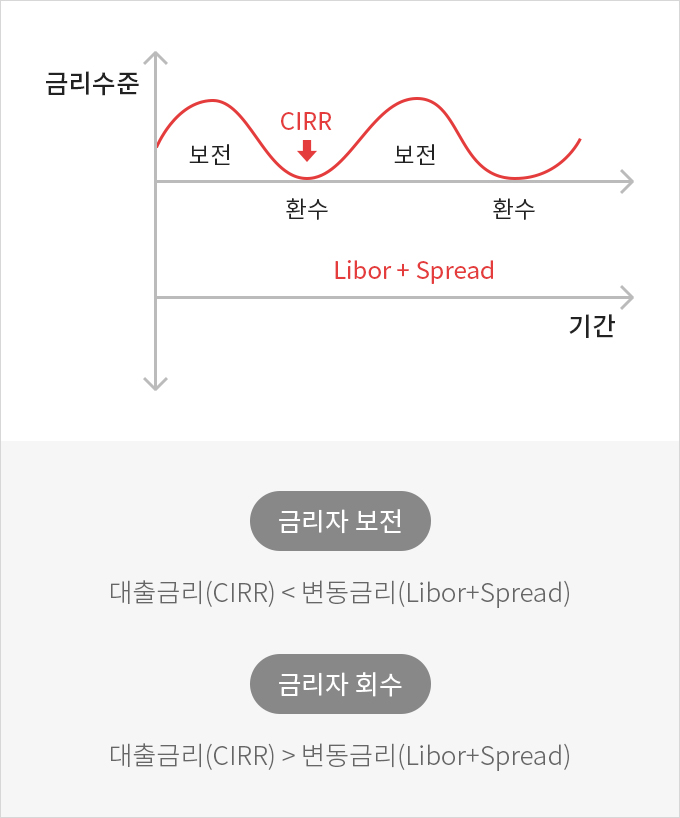 금리수준
CIRR
보전
보전
환수
환수
Libor + Spread
기간
금리자 보전
대출금리(CIRR) < 변동금리(Libor+Spread)
금리자 회수
대출금리(CIRR) > 변동금리(Libor+Spread)